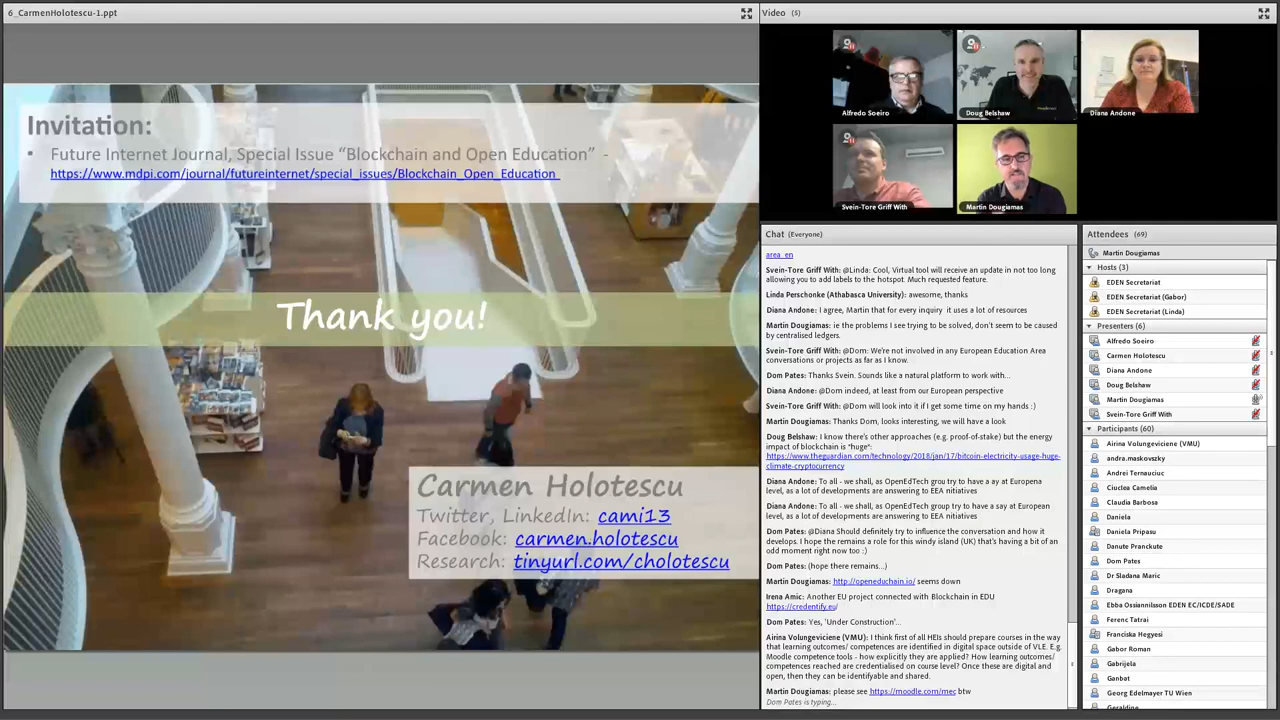 6_CarmenHolotescu-1.ppt
Invitation:
• Future Internet Journal, Special Issue “Blockchain and Open Education” -
https://www.mdpi.com/journal/futureinternet/special_issues/Blockchain_Open_Education
Thank you!
Carmen Holotescu
Twitter, LinkedIn: cami13
Facebook: carmen.holotescu
Research: tinyurl.com/cholotescu
Video (5)
Alfredo Soeiro
Doug Belshaw
Diana Andone
Svein-Tore Griff With
Martin Dougiamas
Chat (Everyone)
area_en
Svein-Tore Griff With: @Linda: Cool, Virtual tool will receive an update in not too long
allowing you to add labels to the hotspot. Much requested feature.
Linda Perschonke (Athabasca University): awesome, thanks
Diana Andone: I agree, Martin that for every inquiry it uses a lot of resources
Martin Dougiamas: ie the problems I see trying to be solved, don't seem to be caused
by centralised ledgers.
Svein-Tore Griff With: @Dom: We're not involved in any European Education Area
conversations or projects as far as I know.
Dom Pates: Thanks Svein. Sounds like a natural platform to work with...
Diana Andone: @Dom indeed, at least from our European perspective
Svein-Tore Griff With: @Dom will look into it if I get some time on my hands :)
Martin Dougiamas: Thanks Dom, looks interesting, we will have a look
Doug Belshaw: I know there's other approaches (e.g. proof-of-stake) but the energy
impact of blockchain is *huge*:
https://www.theguardian.com/technology/2018/jan/17/bitcoin-electricity-usage-huge-
climate-cryptocurrency
Diana Andone: To all - we shall, as OpenEdTech grou try to have a ay at Europena
level, as a lot of developments are answering to EEA nitiatives
Diana Andone: To all - we shall, as OpenEdTech group try to have a say at European
level, as a lot of developments are answering to EEA initiatives
Dom Pates: @Diana Should definitely try to influence the conversation and how it
develops. I hope the remains a role for this windy island (UK) that's having a bit of an
odd moment right now too :)
Dom Pates: (hope there remains...)
Martin Dougiamas: http://openeduchain.io/ seems down
Irena Amic: Another EU project connected with Blockchain in EDU
https://credentify.eu/
Dom Pates: Yes, 'Under Construction'...
Airina Volungeviciene (VMU): I think first of all HEIs should prepare courses in the way
that learning outcomes/ competences are identified in digital space outside of VLE. E.g.
Moodle competence tools - how explicitly they are applied? How learning outcomes/
competences reached are credentialised on course level? Once these are digital and
open, then they can be identifyable and shared.
Martin Dougiamas: please see https://moodle.com/mec btw
Dom Pates is typing...
Attendees (69)
Martin Dougiamas
Hosts (3)
EDEN Secretariat
EDEN Secretariat (Gabor)
EDEN Secretariat (Linda)
Presenters (6)
Alfredo Soeiro
Carmen Holotescu
Diana Andone
Doug Belshaw
Martin Dougiamas
Svein-Tore Griff With
Participants (60)
Airina Volungeviciene (VMU)
andra.maskovszky
Andrei Ternauciuc
Ciuclea Camelia
Claudia Barbosa
Daniela
Daniela Pripasu
Danute Pranckute
Dom Pates
Dr Sladana Maric
Dragana
Ebba Ossiannilsson EDEN EC/ICDE/SADE
Ferenc Tatrai
Franciska Hegyesi
Gabor Roman
Gabrijela
Ganbat
Georg Edelmayer TU Wien
Geraldine